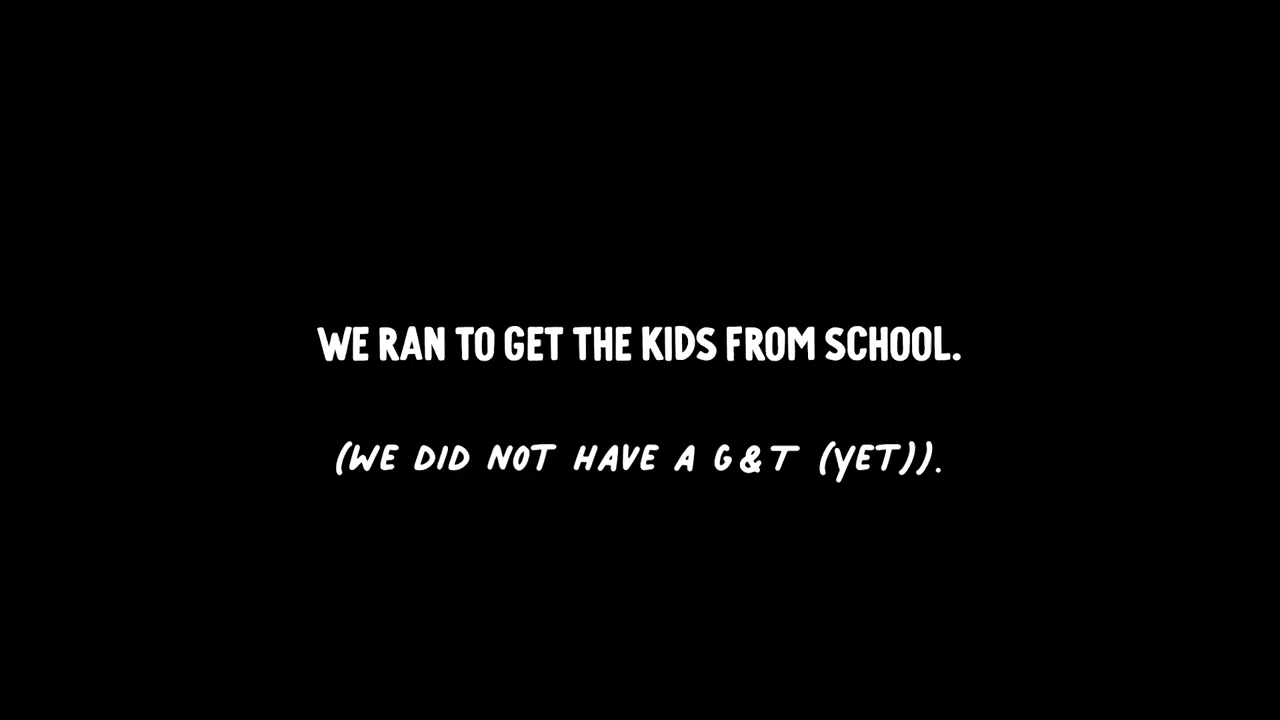 WE RAN TO GET THE KIDS FROM SCHOOL.
(WE DID NOT HAVE A G&T (YET)).